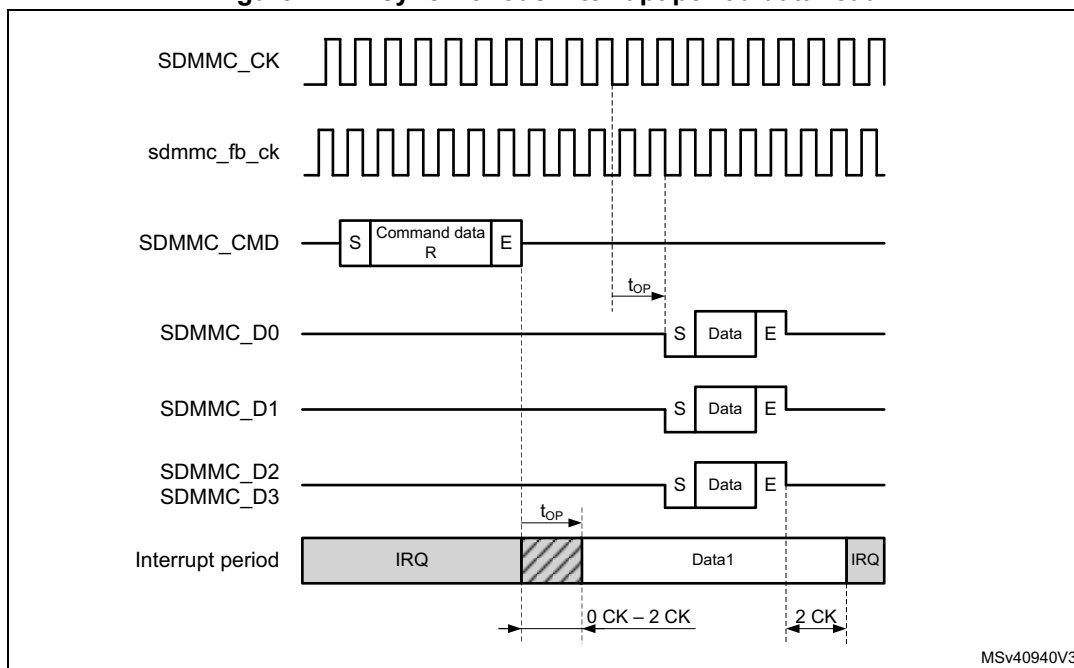 SDMMC_CK
sdmmc_fb_ck
SDMMC_CMD
S
Command data
R
E
tOP
SDMMC_D0
S
Data
E
SDMMC_D1
S
Data
E
SDMMC_D2
SDMMC_D3
S
Data
E
tOP
Interrupt period
IRQ
Data1
IRQ
0 CK – 2 CK
2 CK
MSv40940V3